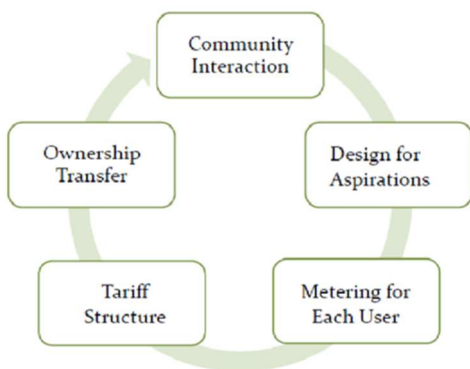 Community
Interaction
Design for
Aspirations
Metering for
Each User
Tariff
Structure
Ownership
Transfer